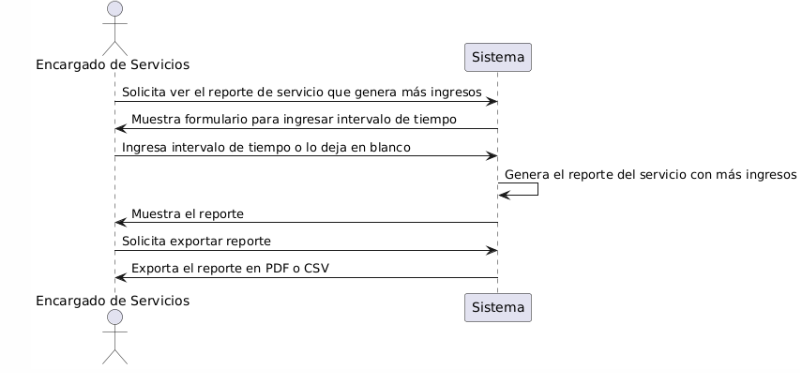 Encargado de Servicios
Sistema
Solicita ver el reporte de servicio que genera más ingresos
Muestra formulario para ingresar intervalo de tiempo
Ingresa intervalo de tiempo o lo deja en blanco
Genera el reporte del servicio con más ingresos
Muestra el reporte
Solicita exportar reporte
Exporta el reporte en PDF o CSV
Encargado de Servicios
Sistema